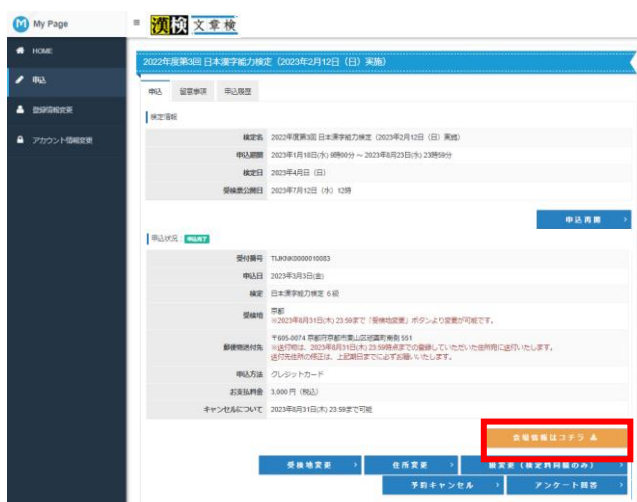 My Page
漢検 文章検
HOME
申込
登録情報変更
アカウント情報変更
2022年度第3回 日本漢字能力検定（2023年2月12日（日）実施）
申込 留意事項 申込履歴
検定情報
検定名 2022年度第3回 日本漢字能力検定（2023年2月12日（日）実施）
申込期間 2023年1月18日(水) 9時00分 ～ 2023年8月23日(水) 23時59分
検定日 2023年4月日（日）
受検票公開日 2023年7月12日（水）12時
申込再開
申込状況 申込完了
受付番号 TIJKNK0000010083
申込日 2023年3月3日(金)
検定 日本漢字能力検定 6級
受検地 京都
※2023年8月31日(木) 23:59まで「受検地変更」ボタンより変更が可能です。
郵便物送付先 〒605-0074 京都府京都市東山区祇園町南側 551
※送付物は、2023年8月31日(木) 23:59時点までの登録していただいた住所宛に送付いたします。
送付先住所の修正は、上記期日までに必ずお願いいたします。
申込方法 クレジットカード
お支払料金 3,000円（税込）
キャンセルについて 2023年8月31日(木) 23:59まで可能
会場情報はコチラ
受検地変更 住所変更 級変更（検定料同額のみ）
予約キャンセル アンケート回答